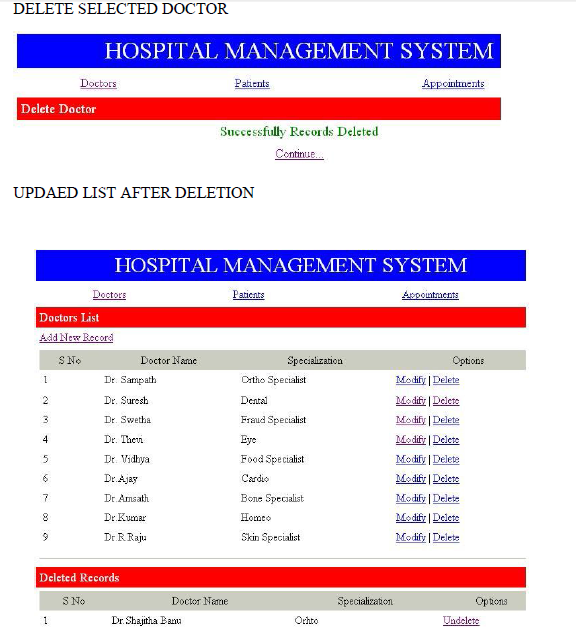 DELETE SELECTED DOCTOR
HOSPITAL MANAGEMENT SYSTEM
Doctors Patients Appointments
Delete Doctor
Successfully Records Deleted
Continue...
UPDAED LIST AFTER DELETION
HOSPITAL MANAGEMENT SYSTEM
Doctors Patients Appointments
Doctors List
Add New Record
S No Doctor Name Specialization Options
1 Dr. Sampath Ortho Specialist Modify | Delete
2 Dr. Suresh Dental Modify | Delete
3 Dr. Swetha Fraud Specialist Modify | Delete
4 Dr. Thevi Eye Modify | Delete
5 Dr. Vidhya Food Specialist Modify | Delete
6 Dr.Ajay Cardio Modify | Delete
7 Dr.Amsath Bone Specialist Modify | Delete
8 Dr.Kumar Homeo Modify | Delete
9 Dr.R.Raju Skin Specialist Modify | Delete
Deleted Records
S No Doctor Name Specialization Options
1 Dr.Shajitha Banu Orhto Undelete